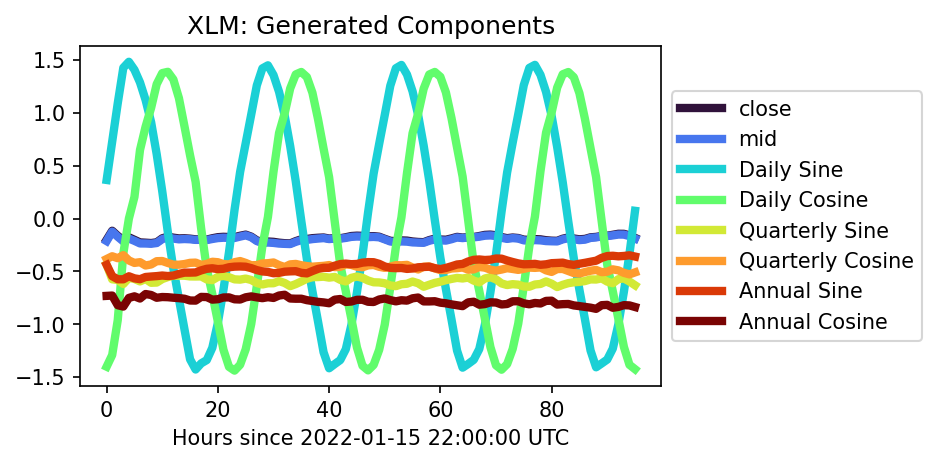 XLM: Generated Components
1.5
1.0
0.5
0.0
−0.5
−1.0
−1.5
0
20
40
60
80
Hours since 2022-01-15 22:00:00 UTC
close
mid
Daily Sine
Daily Cosine
Quarterly Sine
Quarterly Cosine
Annual Sine
Annual Cosine